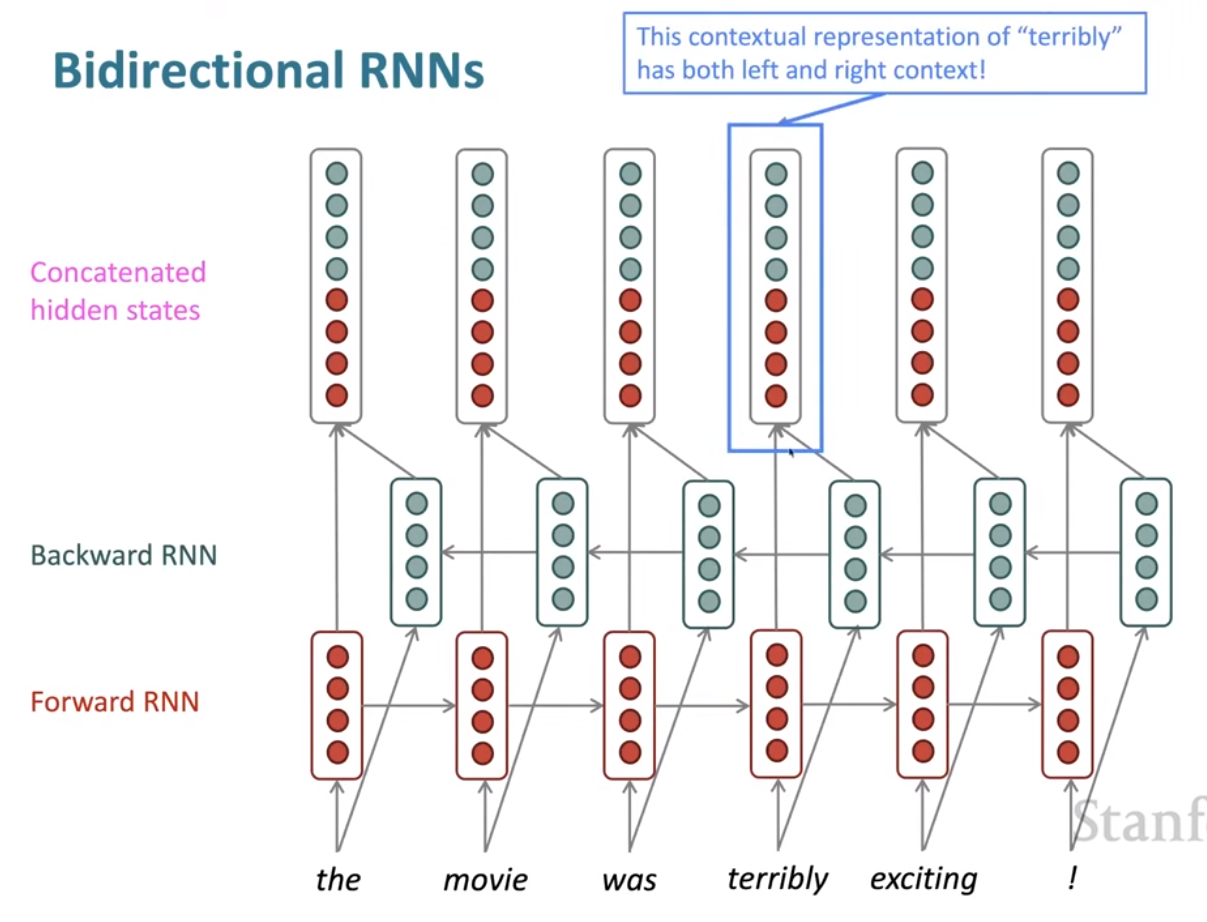 Bidirectional RNNs
This contextual representation of “terribly”
has both left and right context!
Concatenated
hidden states
Backward RNN
Forward RNN
the movie was terribly exciting !